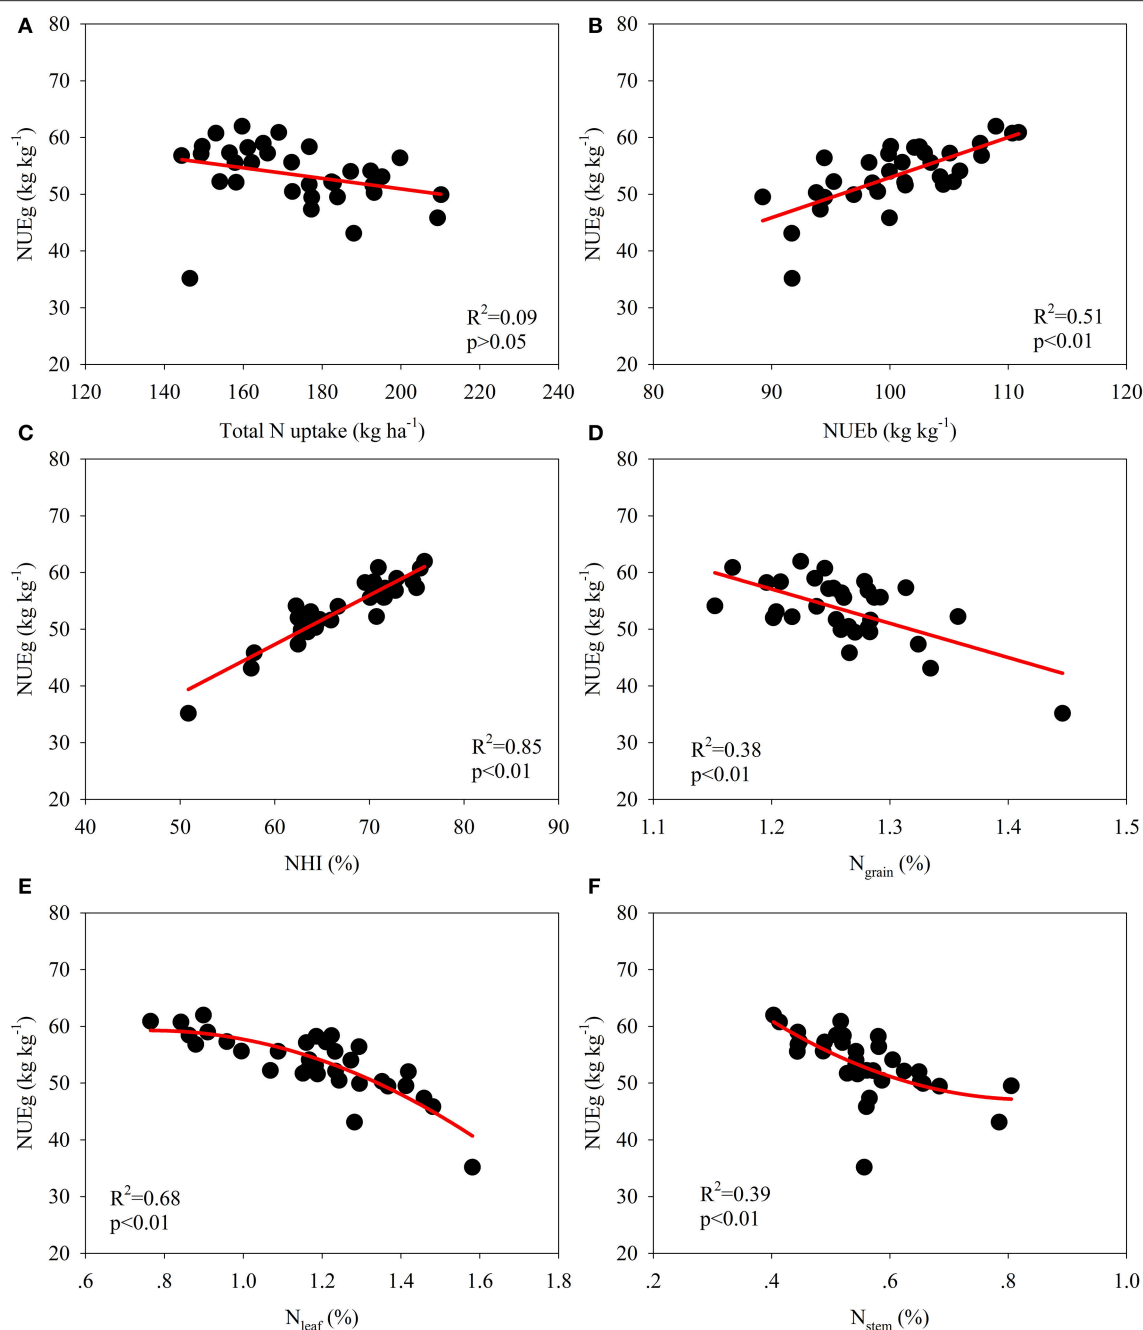 A
B
80
70
60
50
40
30
20
NUEg (kg kg-1)
R2=0.09
p>0.05
120
140
160
180
200
220
240
Total N uptake (kg ha-1)
80
70
60
50
40
30
20
NUEg (kg kg-1)
R2=0.51
p<0.01
80
90
100
110
120
NUEb (kg kg-1)
C
D
80
70
60
50
40
30
20
NUEg (kg kg-1)
R2=0.85
p<0.01
40
50
60
70
80
90
NHI (%)
80
70
60
50
40
30
20
NUEg (kg kg-1)
R2=0.38
p<0.01
1.1
1.2
1.3
1.4
1.5
Ngrain (%)
E
F
80
70
60
50
40
30
20
NUEg (kg kg-1)
R2=0.68
p<0.01
.6
.8
1.0
1.2
1.4
1.6
1.8
Nleaf (%)
80
70
60
50
40
30
20
NUEg (kg kg-1)
R2=0.39
p<0.01
.2
.4
.6
.8
1.0
Nstem (%)